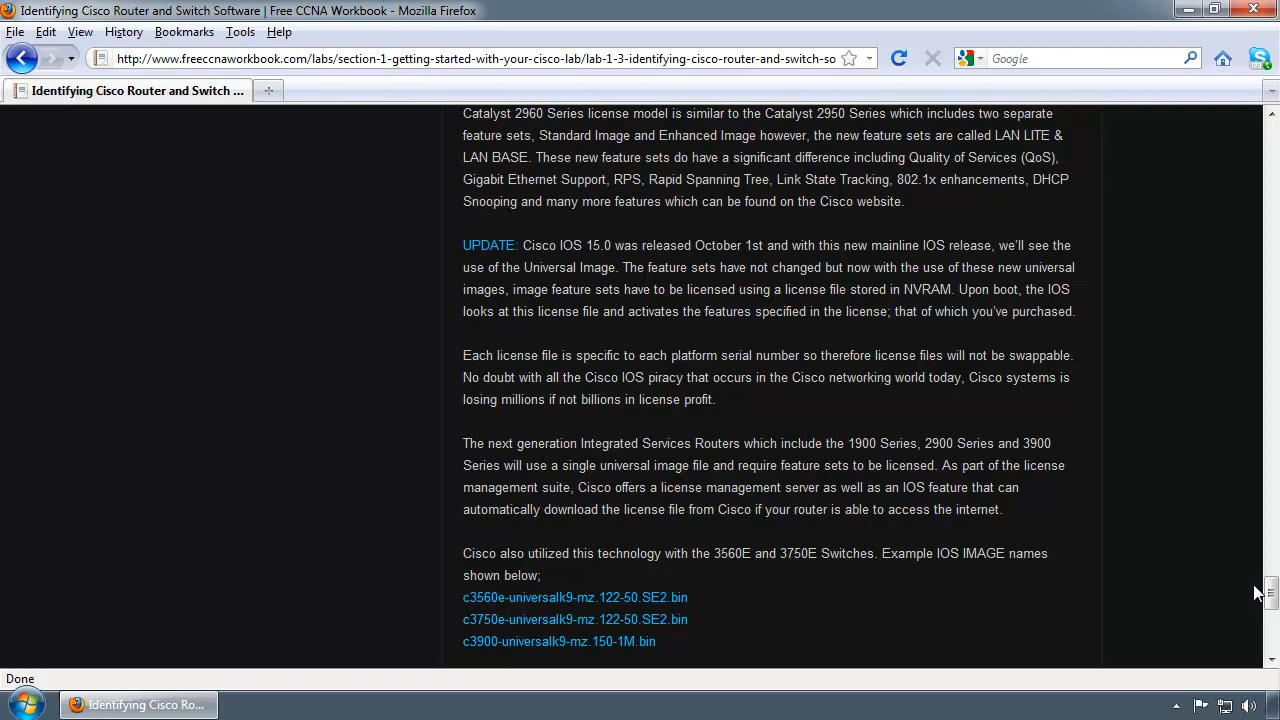 Identifying Cisco Router and Switch Software | Free CCNA Workbook - Mozilla Firefox
File Edit View History Bookmarks Tools Help
http://www.freeccnaworkbook.com/labs/section-1-getting-started-with-your-cisco-lab/lab-1-3-identifying-cisco-router-and-switch-so
Google
Identifying Cisco Router and Switch ...
Catalyst 2960 Series license model is similar to the Catalyst 2950 Series which includes two separate
feature sets, Standard Image and Enhanced Image however, the new feature sets are called LAN LITE &
LAN BASE. These new feature sets do have a significant difference including Quality of Services (QoS),
Gigabit Ethernet Support, RPS, Rapid Spanning Tree, Link State Tracking, 802.1x enhancements, DHCP
Snooping and many more features which can be found on the Cisco website.
UPDATE: Cisco IOS 15.0 was released October 1st and with this new mainline IOS release, we'll see the
use of the Universal Image. The feature sets have not changed but now with the use of these new universal
images, image feature sets have to be licensed using a license file stored in NVRAM. Upon boot, the IOS
looks at this license file and activates the features specified in the license; that of which you've purchased.
Each license file is specific to each platform serial number so therefore license files will not be swappable.
No doubt with all the Cisco IOS piracy that occurs in the Cisco networking world today, Cisco systems is
losing millions if not billions in license profit.
The next generation Integrated Services Routers which include the 1900 Series, 2900 Series and 3900
Series will use a single universal image file and require feature sets to be licensed. As part of the license
management suite, Cisco offers a license management server as well as an IOS feature that can
automatically download the license file from Cisco if your router is able to access the internet.
Cisco also utilized this technology with the 3560E and 3750E Switches. Example IOS IMAGE names
shown below;
c3560e-universalk9-mz.122-50.SE2.bin
c3750e-universalk9-mz.122-50.SE2.bin
c3900-universalk9-mz.150-1M.bin
Done
Identifying Cisco Ro...